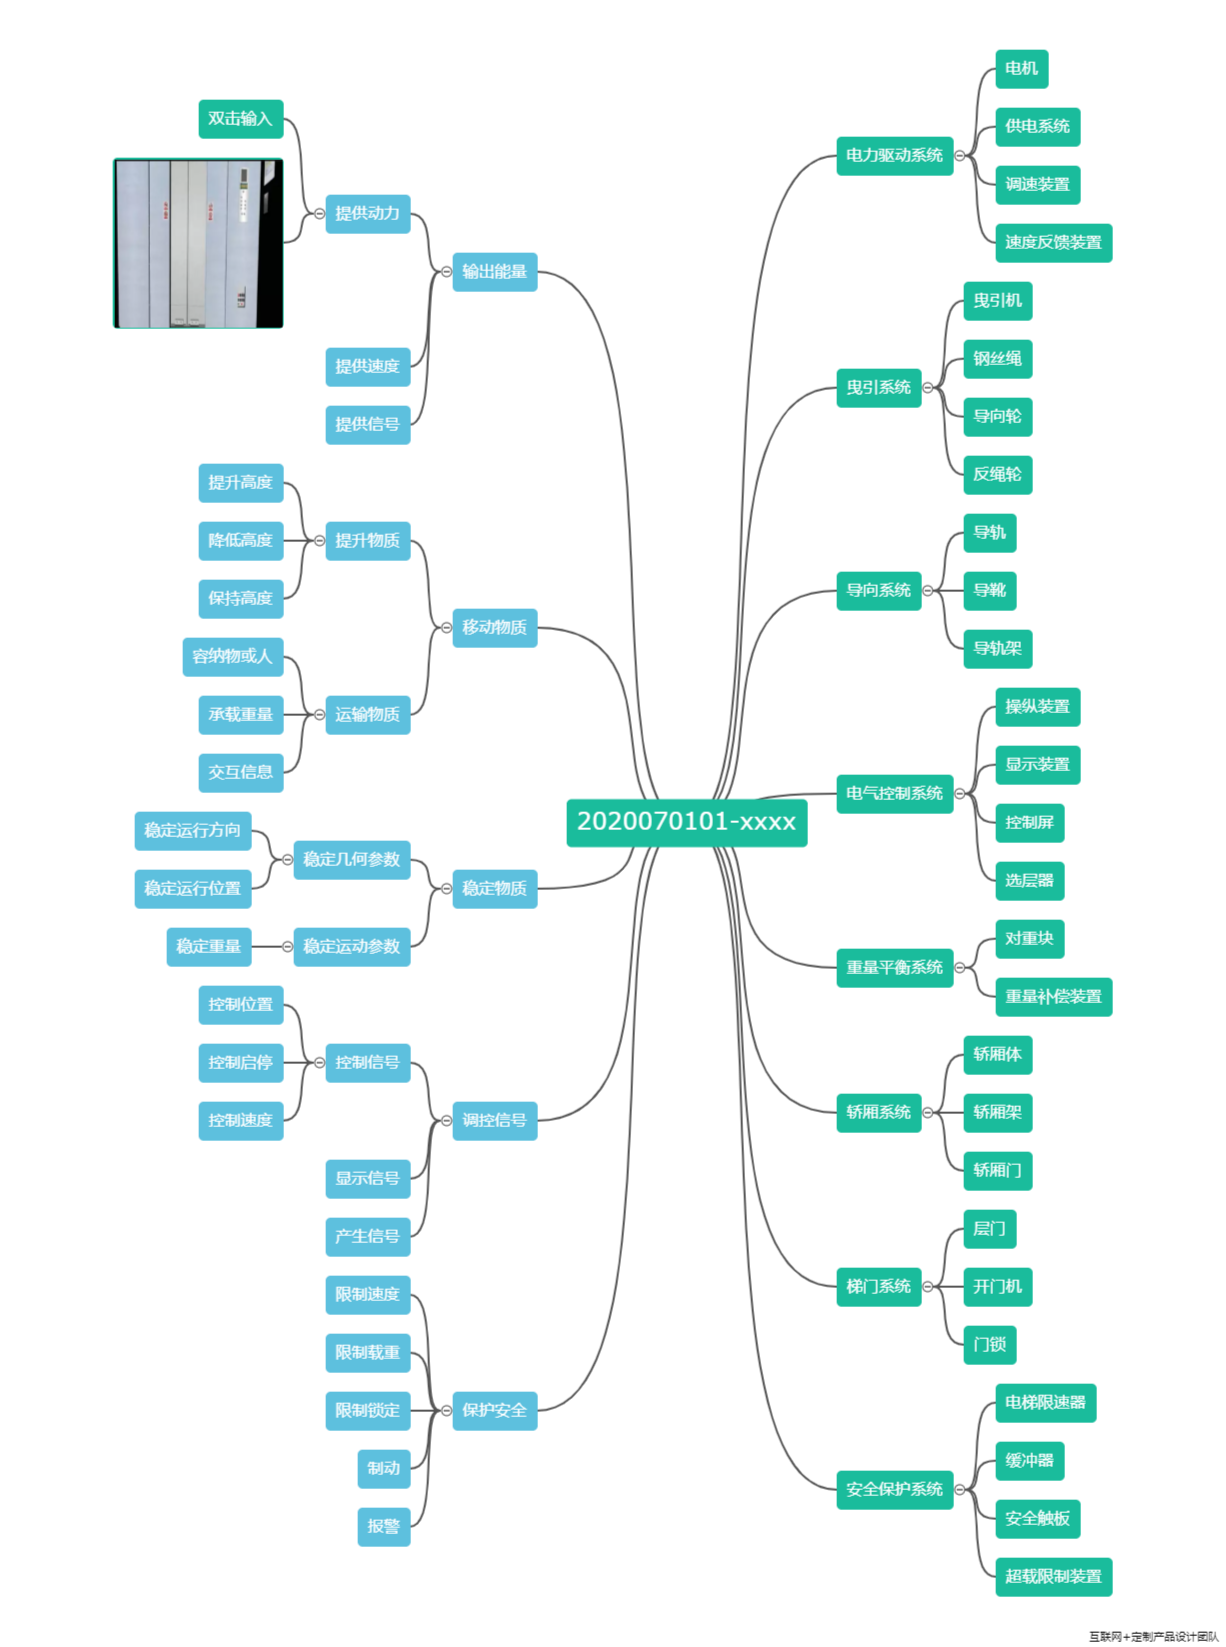 双击输入
提供动力
输出能量
提供速度
提供信号
提升高度
降低高度
保持高度
提升物质
移动物质
容纳物或人
承载重量
交互信息
运输物质
稳定运行方向
稳定运行位置
稳定几何参数
稳定物质
稳定重量
稳定运动参数
控制位置
控制启停
控制速度
控制信号
调控信号
显示信号
产生信号
限制速度
限制载重
限制锁定
制动
报警
保护安全
2020070101-xxxx
电力驱动系统
电机
供电系统
调速装置
速度反馈装置
曳引系统
曳引机
钢丝绳
导向轮
反绳轮
导向系统
导轨
导靴
导轨架
电气控制系统
操纵装置
显示装置
控制屏
选层器
重量平衡系统
对重块
重量补偿装置
轿厢系统
轿厢体
轿厢架
轿厢门
梯门系统
层门
开门机
门锁
安全保护系统
电梯限速器
缓冲器
安全触板
超载限制装置
互联网+定制产品设计团队